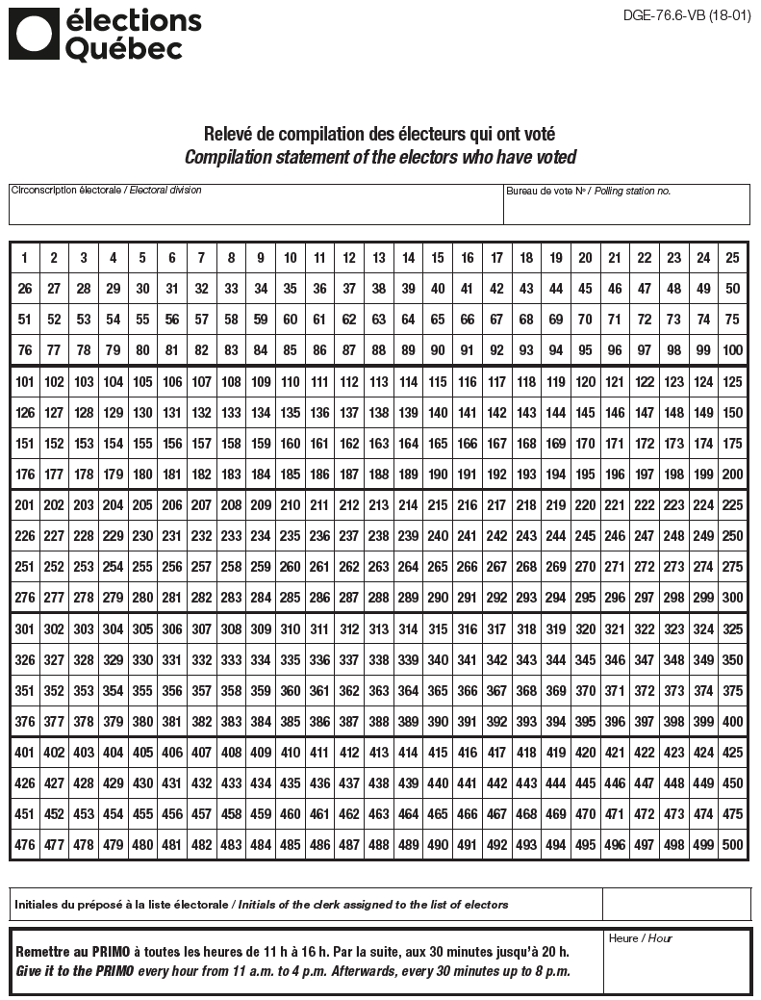 élections
Québec
DGE-76.6-VB (18-01)
Relevé de compilation des électeurs qui ont voté
Compilation statement of the electors who have voted
Circonscription électorale / Electoral division
Bureau de vote Nº / Polling station no.
1 2 3 4 5 6 7 8 9 10 11 12 13 14 15 16 17 18 19 20 21 22 23 24 25
26 27 28 29 30 31 32 33 34 35 36 37 38 39 40 41 42 43 44 45 46 47 48 49 50
51 52 53 54 55 56 57 58 59 60 61 62 63 64 65 66 67 68 69 70 71 72 73 74 75
76 77 78 79 80 81 82 83 84 85 86 87 88 89 90 91 92 93 94 95 96 97 98 99 100
101 102 103 104 105 106 107 108 109 110 111 112 113 114 115 116 117 118 119 120 121 122 123 124 125
126 127 128 129 130 131 132 133 134 135 136 137 138 139 140 141 142 143 144 145 146 147 148 149 150
151 152 153 154 155 156 157 158 159 160 161 162 163 164 165 166 167 168 169 170 171 172 173 174 175
176 177 178 179 180 181 182 183 184 185 186 187 188 189 190 191 192 193 194 195 196 197 198 199 200
201 202 203 204 205 206 207 208 209 210 211 212 213 214 215 216 217 218 219 220 221 222 223 224 225
226 227 228 229 230 231 232 233 234 235 236 237 238 239 240 241 242 243 244 245 246 247 248 249 250
251 252 253 254 255 256 257 258 259 260 261 262 263 264 265 266 267 268 269 270 271 272 273 274 275
276 277 278 279 280 281 282 283 284 285 286 287 288 289 290 291 292 293 294 295 296 297 298 299 300
301 302 303 304 305 306 307 308 309 310 311 312 313 314 315 316 317 318 319 320 321 322 323 324 325
326 327 328 329 330 331 332 333 334 335 336 337 338 339 340 341 342 343 344 345 346 347 348 349 350
351 352 353 354 355 356 357 358 359 360 361 362 363 364 365 366 367 368 369 370 371 372 373 374 375
376 377 378 379 380 381 382 383 384 385 386 387 388 389 390 391 392 393 394 395 396 397 398 399 400
401 402 403 404 405 406 407 408 409 410 411 412 413 414 415 416 417 418 419 420 421 422 423 424 425
426 427 428 429 430 431 432 433 434 435 436 437 438 439 440 441 442 443 444 445 446 447 448 449 450
451 452 453 454 455 456 457 458 459 460 461 462 463 464 465 466 467 468 469 470 471 472 473 474 475
476 477 478 479 480 481 482 483 484 485 486 487 488 489 490 491 492 493 494 495 496 497 498 499 500
Initiales du préposé à la liste électorale / Initials of the clerk assigned to the list of electors
Remettre au PRIMO à toutes les heures de 11 h à 16 h. Par la suite, aux 30 minutes jusqu'à 20 h.
Give it to the PRIMO every hour from 11 a.m. to 4 p.m. Afterwards, every 30 minutes up to 8 p.m.
Heure / Hour